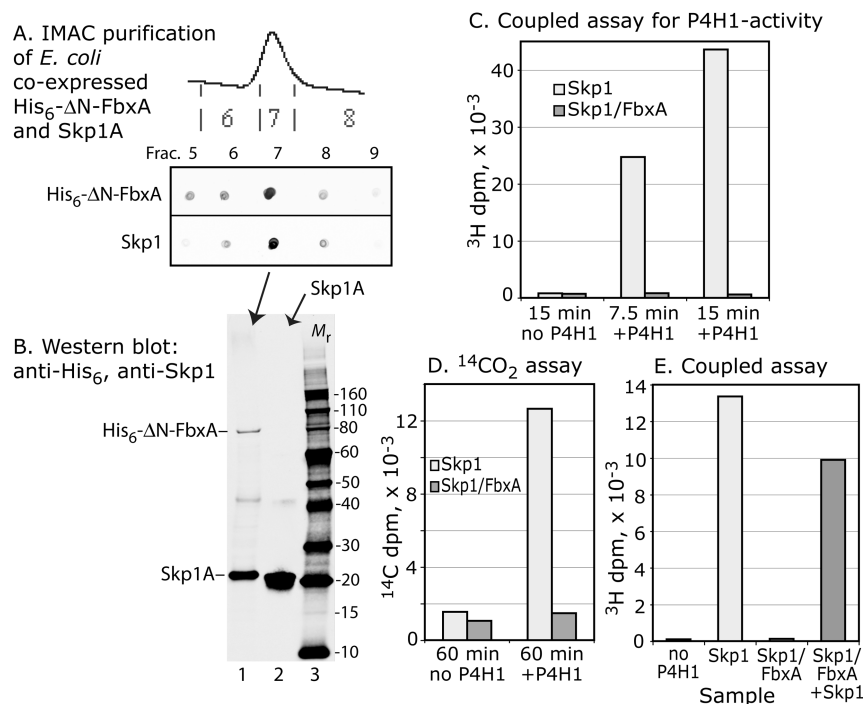 A. IMAC purification
of E. coli
co-expressed
His6-ΔN-FbxA
and Skp1A
| 6 |7| 8
Frac. 5 6 7 8 9
His6-ΔN-FbxA
Skp1
Skp1A
B. Western blot:
anti-His6, anti-Skp1
Mr
-160
-110
-80
-60
-50
-40
-30
-20
-15
-10
His6-ΔN-FbxA–
Skp1A–
1 2 3
C. Coupled assay for P4H1-activity
3H dpm, x 10-3
40
30
20
10
0
Skp1
Skp1/FbxA
15 min 7.5 min 15 min
no P4H1 +P4H1 +P4H1
D. 14CO2 assay
14C dpm, x 10-3
12
8
4
0
Skp1
Skp1/FbxA
60 min 60 min
no P4H1 +P4H1
E. Coupled assay
3H dpm, x 10-3
14
12
10
8
6
4
2
0
no Skp1 Skp1/ Skp1/
P4H1 FbxA FbxA
+Skp1
Sample